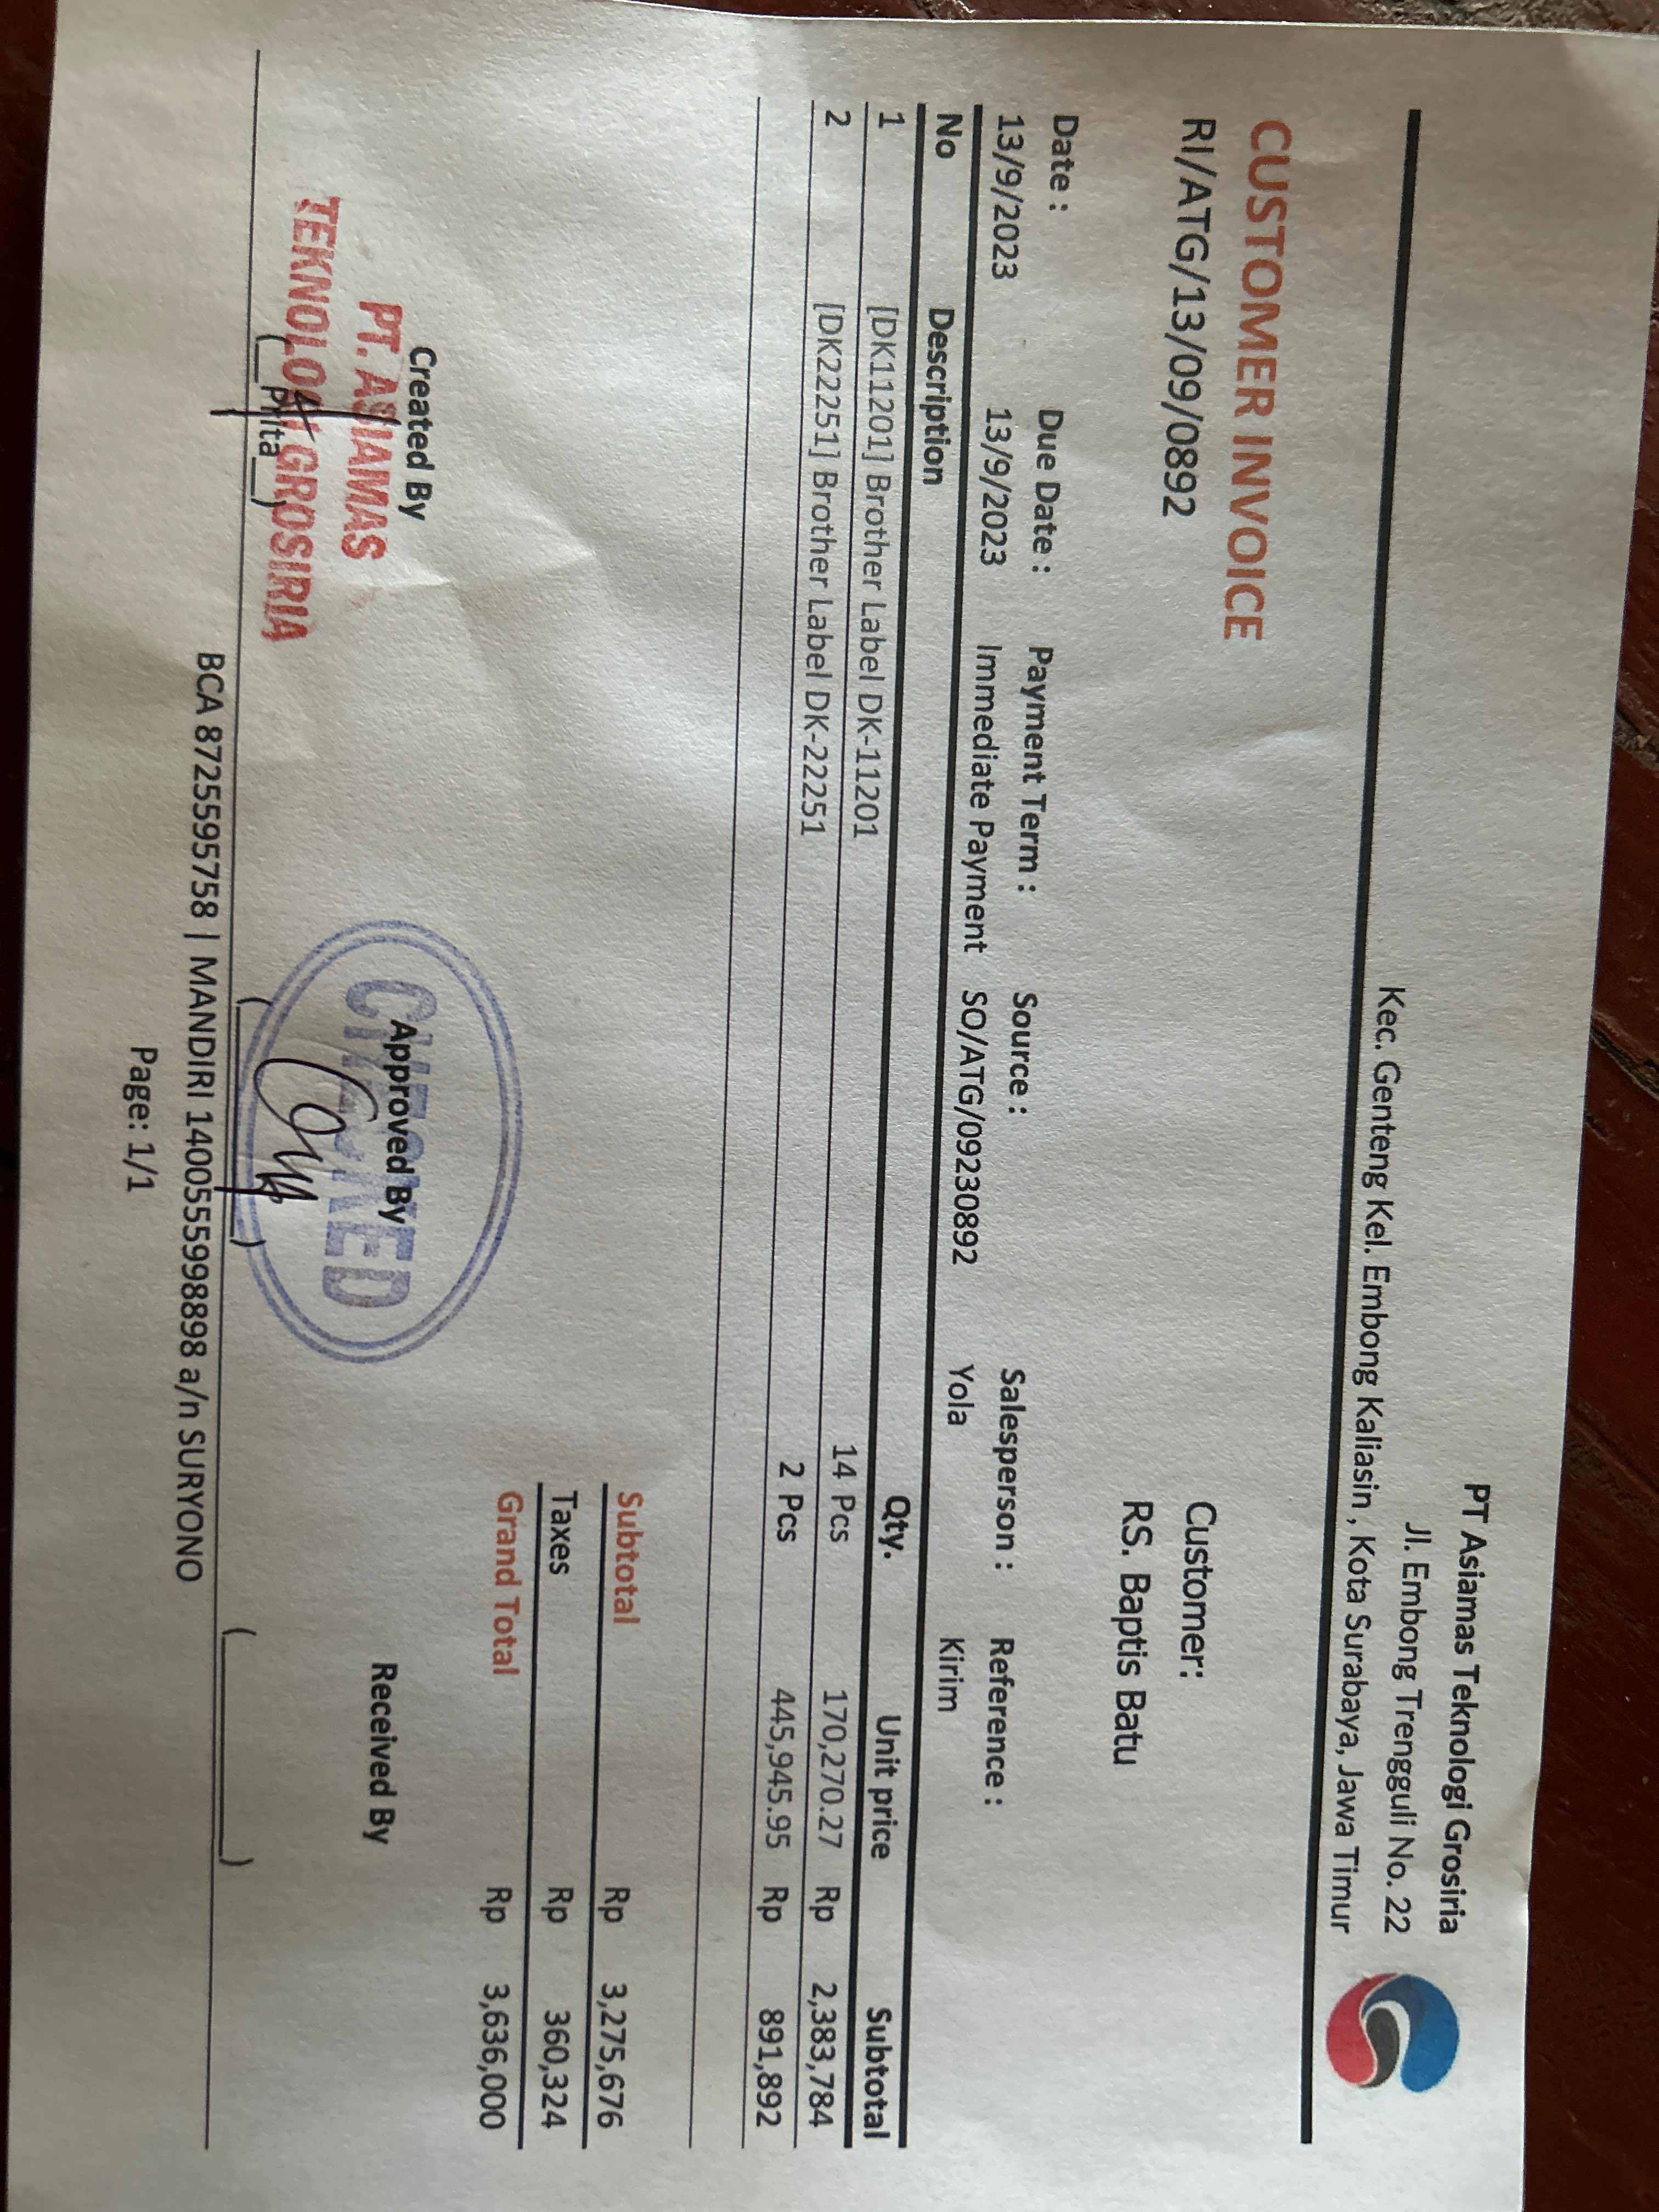 PT Asiamas Teknologi Grosiria
Jl. Embong Trengguli No. 22
Kec. Genteng Kel. Embong Kaliasin , Kota Surabaya, Jawa Timur
CUSTOMER INVOICE
RI/ATG/13/09/0892
Customer:
RS. Baptis Batu
Date : Due Date : Payment Term : Source : Salesperson : Reference :
13/9/2023 13/9/2023 Immediate Payment SO/ATG/09230892 Yola Kirim
No Description Qty. Unit price Subtotal
1 [DK11201] Brother Label DK-11201 14 Pcs 170,270.27 Rp 2,383,784
2 [DK22251] Brother Label DK-22251 2 Pcs 445,945.95 Rp 891,892
Subtotal Rp 3,275,676
Taxes Rp 360,324
Grand Total Rp 3,636,000
Created By Approved By Received By
PT. ASIAMAS
TEKNOLOGI GROSIRIA
CHECKED
(__Prita__) (__________) (__________)
BCA 8725595758 | MANDIRI 1400555998898 a/n SURYONO
Page: 1/1